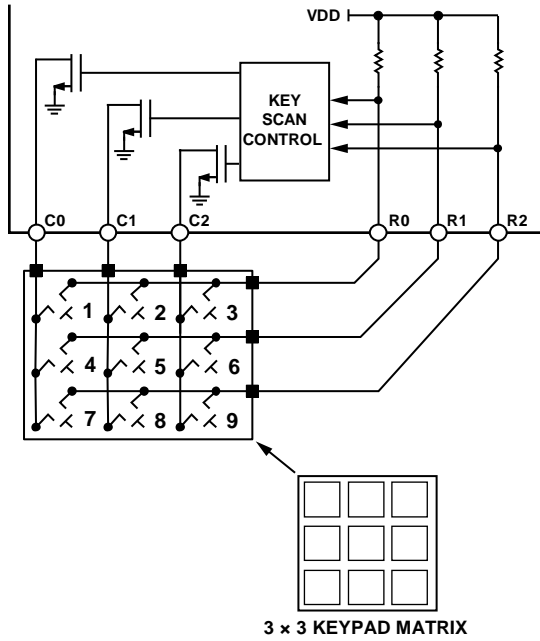 VDD
KEY
SCAN
CONTROL
C0 C1 C2 R0 R1 R2
1 2 3
4 5 6
7 8 9
3 × 3 KEYPAD MATRIX